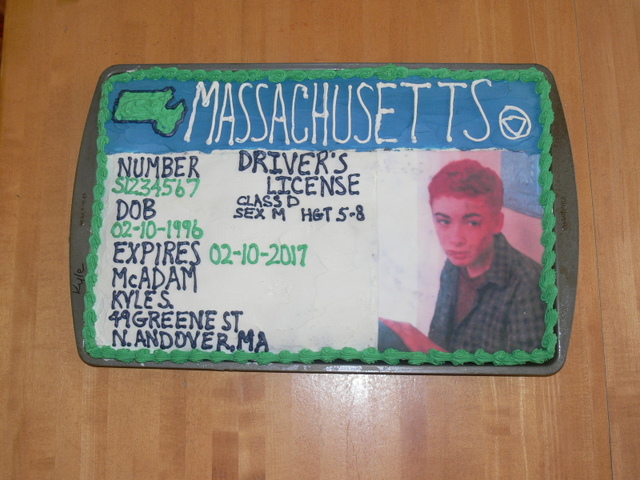 MASSACHUSETTS
DRIVER'S
LICENSE
CLASS D
SEX M HGT 5-8
NUMBER
S1234567
DOB
02-10-1996
EXPIRES 02-10-2017
McADAM
KYLE S.
49 GREENE ST
N. ANDOVER, MA
Kyle